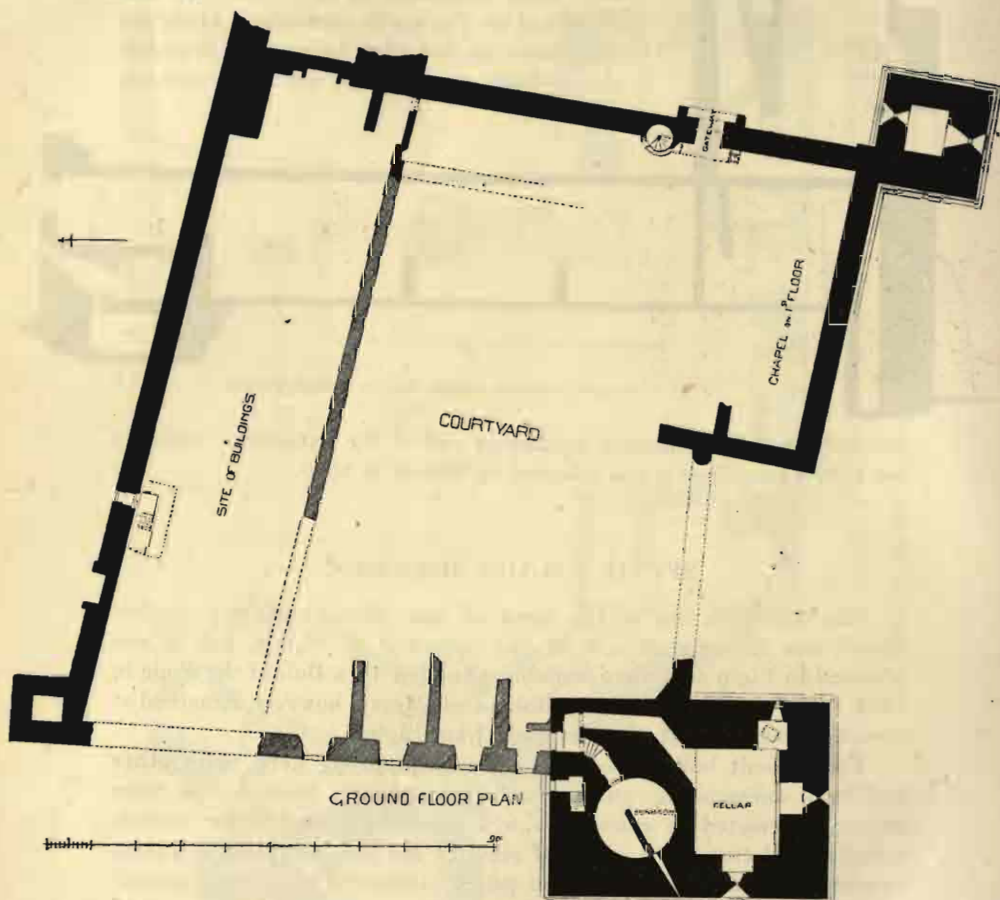 GATEWAY
CHAPEL on 1st FLOOR
SITE OF BUILDINGS.
COURTYARD
GROUND FLOOR PLAN
DUNGEON
CELLAR